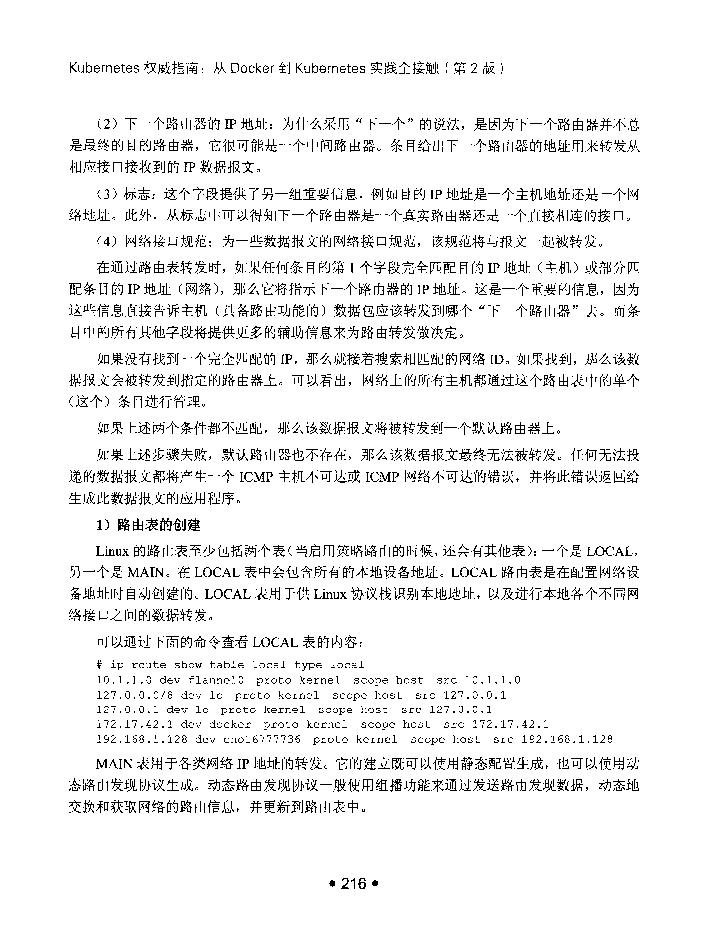 Kubernetes 权威指南：从 Docker 到 Kubernetes 实践全接触（第 2 版）
（2）下一个路由器的 IP 地址：为什么采用“下一个”的说法，是因为下一个路由器并不总
是最终的目的路由器，它很可能是一个中间路由器。条目给出下一个路由器的地址用来转发从
相应接口接收到的 IP 数据报文。
（3）标志：这个字段提供了另一组重要信息，例如目的 IP 地址是一个主机地址还是一个网
络地址。此外，从标志中可以得知下一个路由器是一个真实路由器还是一个直接相连的接口。
（4）网络接口规范：为一些数据报文的网络接口规范，该规范将与报文一起被转发。
在通过路由表转发时，如果任何条目的第 1 个字段完全匹配目的 IP 地址（主机）或部分匹
配条目的 IP 地址（网络），那么它将指示下一个路由器的 IP 地址。这是一个重要的信息，因为
这些信息直接告诉主机（具备路由功能的）数据包应该转发到哪个“下一个路由器”去。而条
目中的所有其他字段将提供更多的辅助信息来为路由转发做决定。
如果没有找到一个完全匹配的 IP，那么就接着搜索相匹配的网络 ID。如果找到，那么该数
据报文会被转发到指定的路由器上。可以看出，网络上的所有主机都通过这个路由表中的单个
（这个）条目进行管理。
如果上述两个条件都不匹配，那么该数据报文将被转发到一个默认路由器上。
如果上述步骤失败，默认路由器也不存在，那么该数据报文最终无法被转发。任何无法投
递的数据报文都将产生一个 ICMP 主机不可达或 ICMP 网络不可达的错误，并将此错误返回给
生成此数据报文的应用程序。
1）路由表的创建
Linux 的路由表至少包括两个表（当启用策略路由的时候，还会有其他表）：一个是 LOCAL，
另一个是 MAIN。在 LOCAL 表中会包含所有的本地设备地址。LOCAL 路由表是在配置网络设
备地址时自动创建的。LOCAL 表用于供 Linux 协议栈识别本地地址，以及进行本地各个不同网
络接口之间的数据转发。
可以通过下面的命令查看 LOCAL 表的内容：
# ip route show table local type local
10.1.1.0 dev flannel0 proto kernel scope host src 10.1.1.0
127.0.0.0/8 dev lo proto kernel scope host src 127.0.0.1
127.0.0.1 dev lo proto kernel scope host src 127.0.0.1
172.17.42.1 dev docker proto kernel scope host src 172.17.42.1
192.168.1.128 dev eno16777736 proto kernel scope host src 192.168.1.128
MAIN 表用于各类网络 IP 地址的转发。它的建立既可以使用静态配置生成，也可以使用动
态路由发现协议生成。动态路由发现协议一般使用组播功能来通过发送路由发现数据，动态地
交换和获取网络的路由信息，并更新到路由表中。
• 216 •